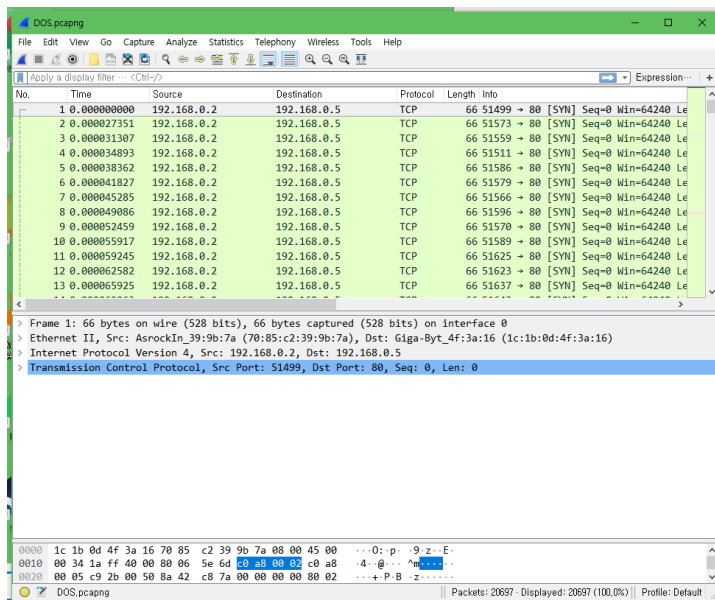 DOS.pcapng
File Edit View Go Capture Analyze Statistics Telephony Wireless Tools Help
Apply a display filter ··· <Ctrl-/> Expression··· +
No. Time Source Destination Protocol Length Info
1 0.000000000 192.168.0.2 192.168.0.5 TCP 66 51499 → 80 [SYN] Seq=0 Win=64240 Le
2 0.000027351 192.168.0.2 192.168.0.5 TCP 66 51573 → 80 [SYN] Seq=0 Win=64240 Le
3 0.000031307 192.168.0.2 192.168.0.5 TCP 66 51559 → 80 [SYN] Seq=0 Win=64240 Le
4 0.000034893 192.168.0.2 192.168.0.5 TCP 66 51511 → 80 [SYN] Seq=0 Win=64240 Le
5 0.000038362 192.168.0.2 192.168.0.5 TCP 66 51586 → 80 [SYN] Seq=0 Win=64240 Le
6 0.000041827 192.168.0.2 192.168.0.5 TCP 66 51579 → 80 [SYN] Seq=0 Win=64240 Le
7 0.000045285 192.168.0.2 192.168.0.5 TCP 66 51566 → 80 [SYN] Seq=0 Win=64240 Le
8 0.000049086 192.168.0.2 192.168.0.5 TCP 66 51596 → 80 [SYN] Seq=0 Win=64240 Le
9 0.000052459 192.168.0.2 192.168.0.5 TCP 66 51570 → 80 [SYN] Seq=0 Win=64240 Le
10 0.000055917 192.168.0.2 192.168.0.5 TCP 66 51589 → 80 [SYN] Seq=0 Win=64240 Le
11 0.000059245 192.168.0.2 192.168.0.5 TCP 66 51625 → 80 [SYN] Seq=0 Win=64240 Le
12 0.000062582 192.168.0.2 192.168.0.5 TCP 66 51623 → 80 [SYN] Seq=0 Win=64240 Le
13 0.000065925 192.168.0.2 192.168.0.5 TCP 66 51637 → 80 [SYN] Seq=0 Win=64240 Le
> Frame 1: 66 bytes on wire (528 bits), 66 bytes captured (528 bits) on interface 0
> Ethernet II, Src: AsrockIn_39:9b:7a (70:85:c2:39:9b:7a), Dst: Giga-Byt_4f:3a:16 (1c:1b:0d:4f:3a:16)
> Internet Protocol Version 4, Src: 192.168.0.2, Dst: 192.168.0.5
> Transmission Control Protocol, Src Port: 51499, Dst Port: 80, Seq: 0, Len: 0
0000 1c 1b 0d 4f 3a 16 70 85 c2 39 9b 7a 08 00 45 00 ···O:·p· ·9·z··E·
0010 00 34 1a ff 40 00 80 06 5e 6d c0 a8 00 02 c0 a8 ·4··@··· ^m······
0020 00 05 c9 2b 00 50 8a 42 c8 7a 00 00 00 00 80 02 ···+·P·B ·z······
DOS.pcapng Packets: 20697 · Displayed: 20697 (100,0%) Profile: Default